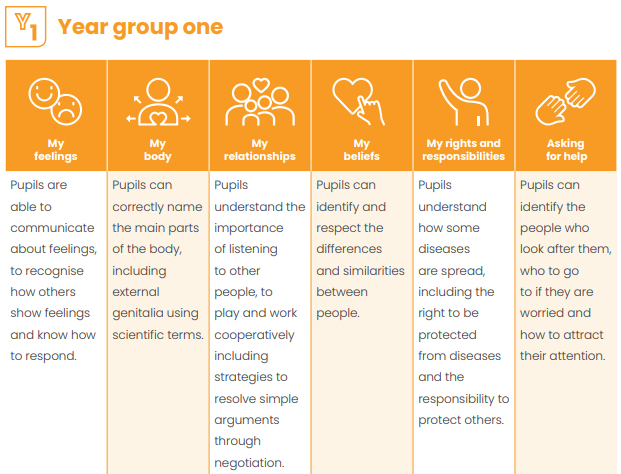 Y1
Year group one
My
feelings
Pupils are
able to
communicate
about feelings,
to recognise
how others
show feelings
and know how
to respond.
My
body
Pupils can
correctly name
the main parts
of the body,
including
external
genitalia using
scientific terms.
My
relationships
Pupils
understand the
importance
of listening
to other
people, to
play and work
cooperatively
including
strategies to
resolve simple
arguments
through
negotiation.
My
beliefs
Pupils can
identify and
respect the
differences
and similarities
between
people.
My rights and
responsibilities
Pupils
understand
how some
diseases
are spread,
including the
right to be
protected
from diseases
and the
responsibility to
protect others.
Asking
for help
Pupils can
identify the
people who
look after them,
who to go
to if they are
worried and
how to attract
their attention.